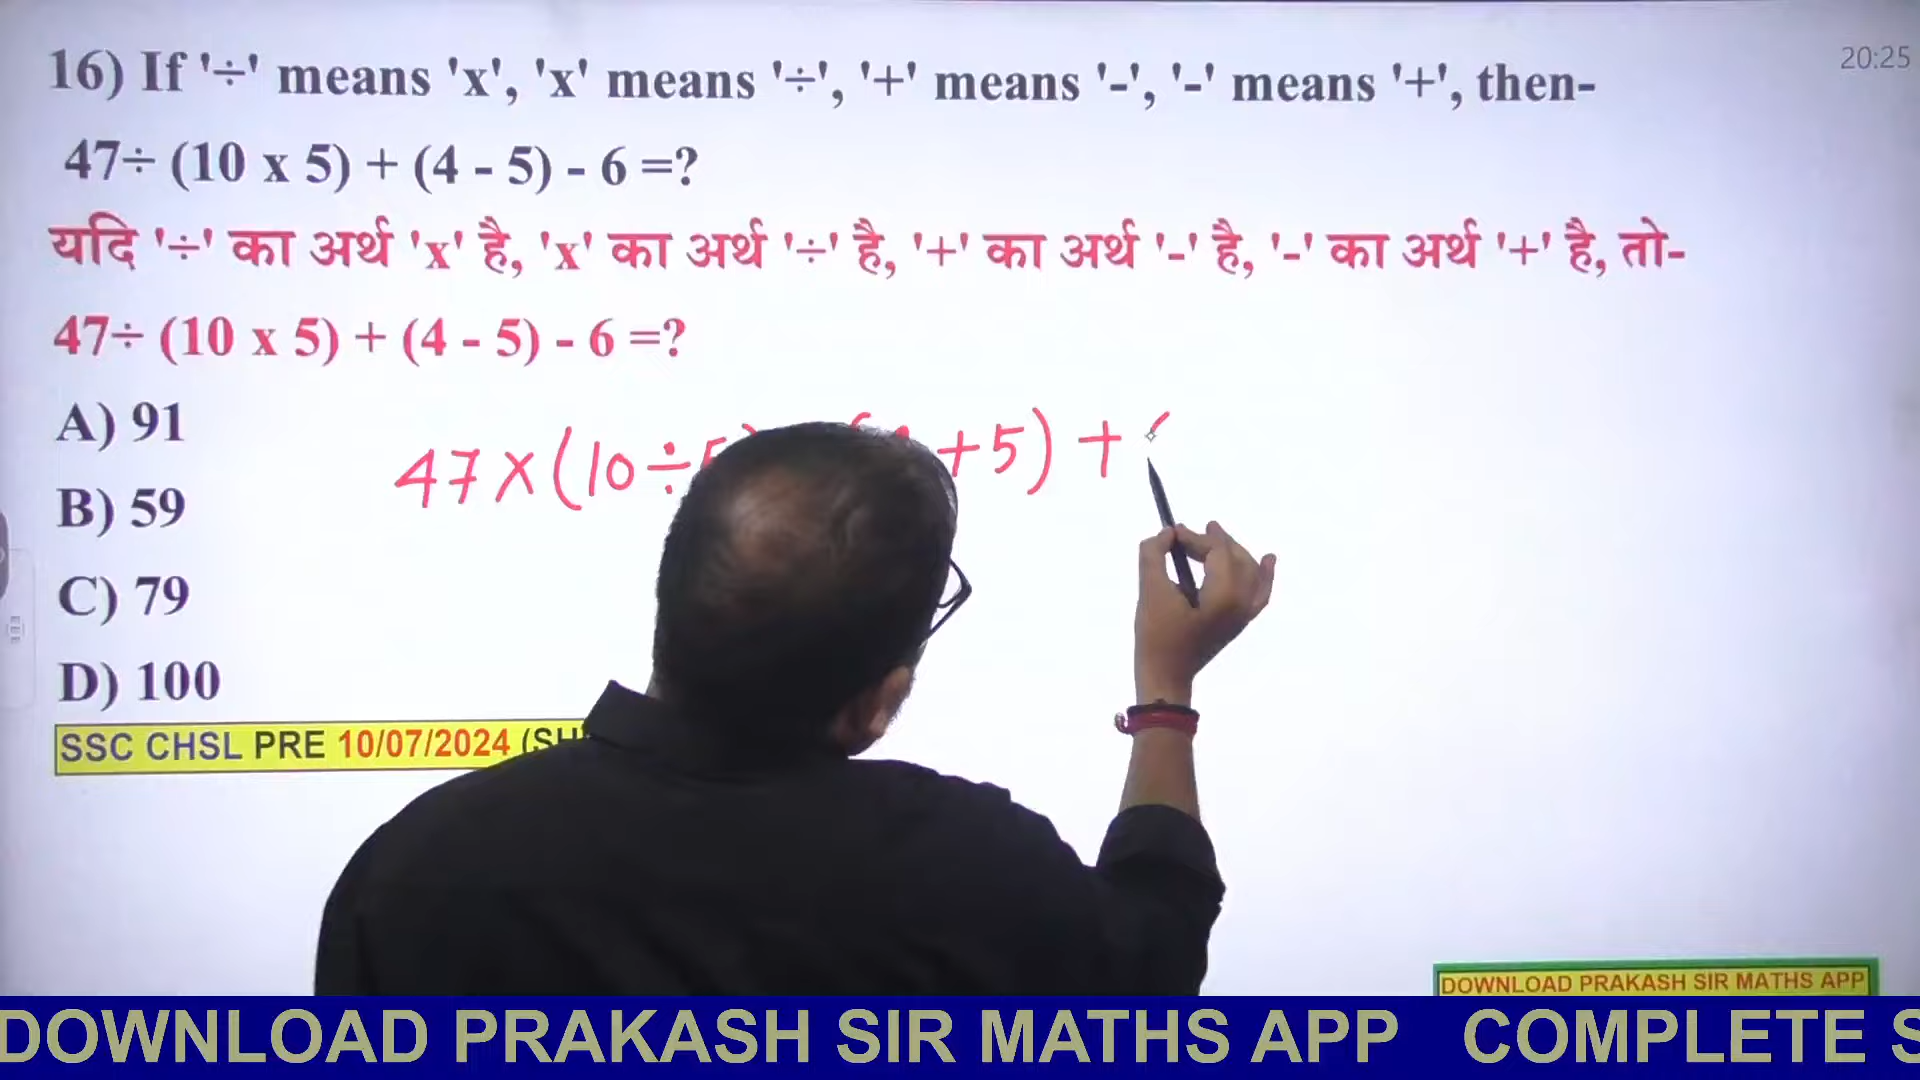 16) If '÷' means 'x', 'x' means '÷', '+' means '-', '-' means '+', then-
20:25
47÷ (10 x 5) + (4 - 5) - 6 =?
यदि '÷' का अर्थ 'x' है, 'x' का अर्थ '÷' है, '+' का अर्थ '-' है, '-' का अर्थ '+' है, तो-
47÷ (10 x 5) + (4 - 5) - 6 =?
A) 91
47×(10÷5) +5) +
B) 59
C) 79
D) 100
SSC CHSL PRE 10/07/2024
DOWNLOAD PRAKASH SIR MATHS APP
DOWNLOAD PRAKASH SIR MATHS APP COMPLETE S